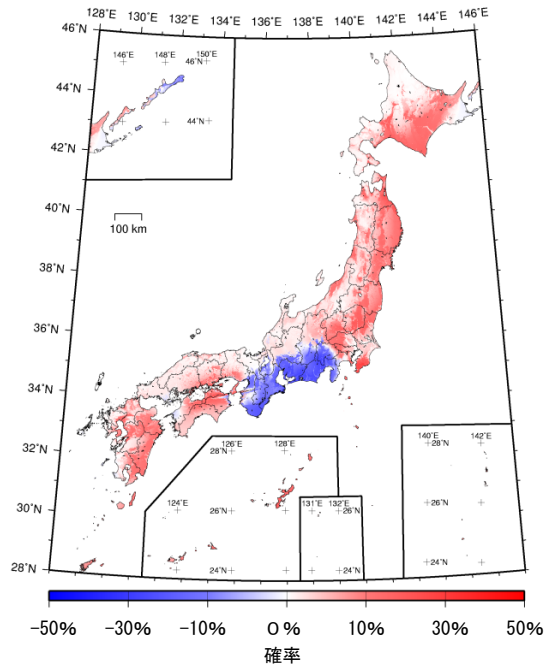 128˚E 130˚E 132˚E 134˚E 136˚E 138˚E 140˚E 142˚E 144˚E 146˚E
46˚N
146˚E 148˚E 150˚E
46˚N
44˚N
44˚N
42˚N
40˚N
100 km
38˚N
36˚N
34˚N
32˚N
126˚E 128˚E
28˚N
140˚E 142˚E
28˚N
30˚N
124˚E
26˚N
131˚E 132˚E
26˚N
26˚N
28˚N
24˚N
24˚N
24˚N
-50% -30% -10% 0% 10% 30% 50%
確率